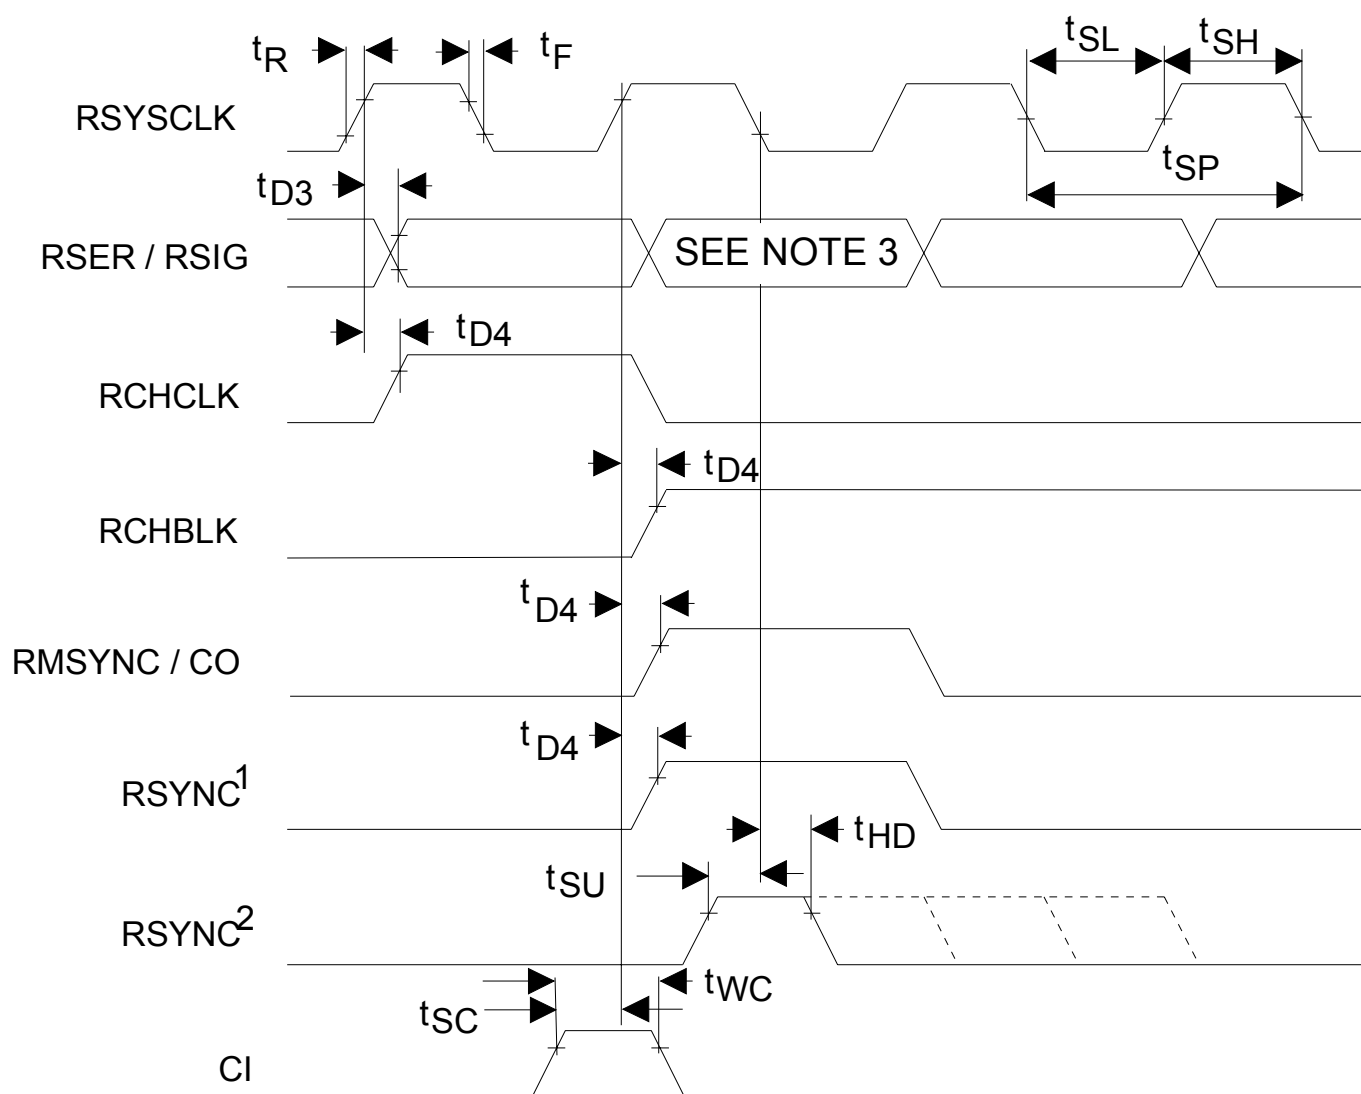 tR
tF
tSL
tSH
RSYSCLK
tSP
tD3
RSER / RSIG
SEE NOTE 3
tD4
RCHCLK
tD4
RCHBLK
tD4
RMSYNC / CO
tD4
RSYNC1
tHD
tSU
RSYNC2
tWC
tSC
CI